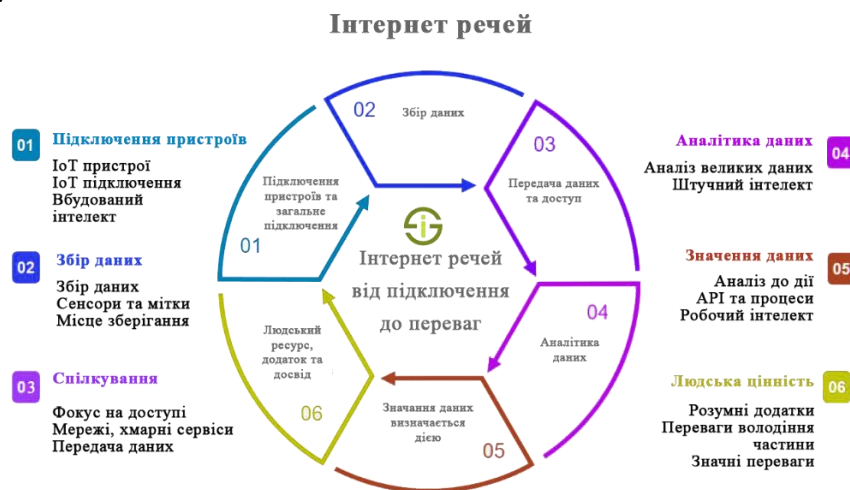 Інтернет речей
01
Підключення пристроїв
IoT пристрої
IoT підключення
Вбудований
інтелект
02
Збір даних
Збір даних
Сенсори та мітки
Місце зберігання
03
Спілкування
Фокус на доступі
Мережі, хмарні сервіси
Передача даних
01
Підключення
пристроїв та
загальне
підключення
02
Збір даних
03
Передача даних
та доступ
04
Аналітика
даних
05
Значання даних
визначається
дією
06
Людський
ресурс,
додаток та
досвід
Інтернет речей
від підключення
до переваг
04
Аналітика даних
Аналіз великих даних
Штучний інтелект
05
Значення даних
Аналіз до дії
API та процеси
Робочий інтелект
06
Людська цінність
Розумні додатки
Переваги володіння
частини
Значні переваги